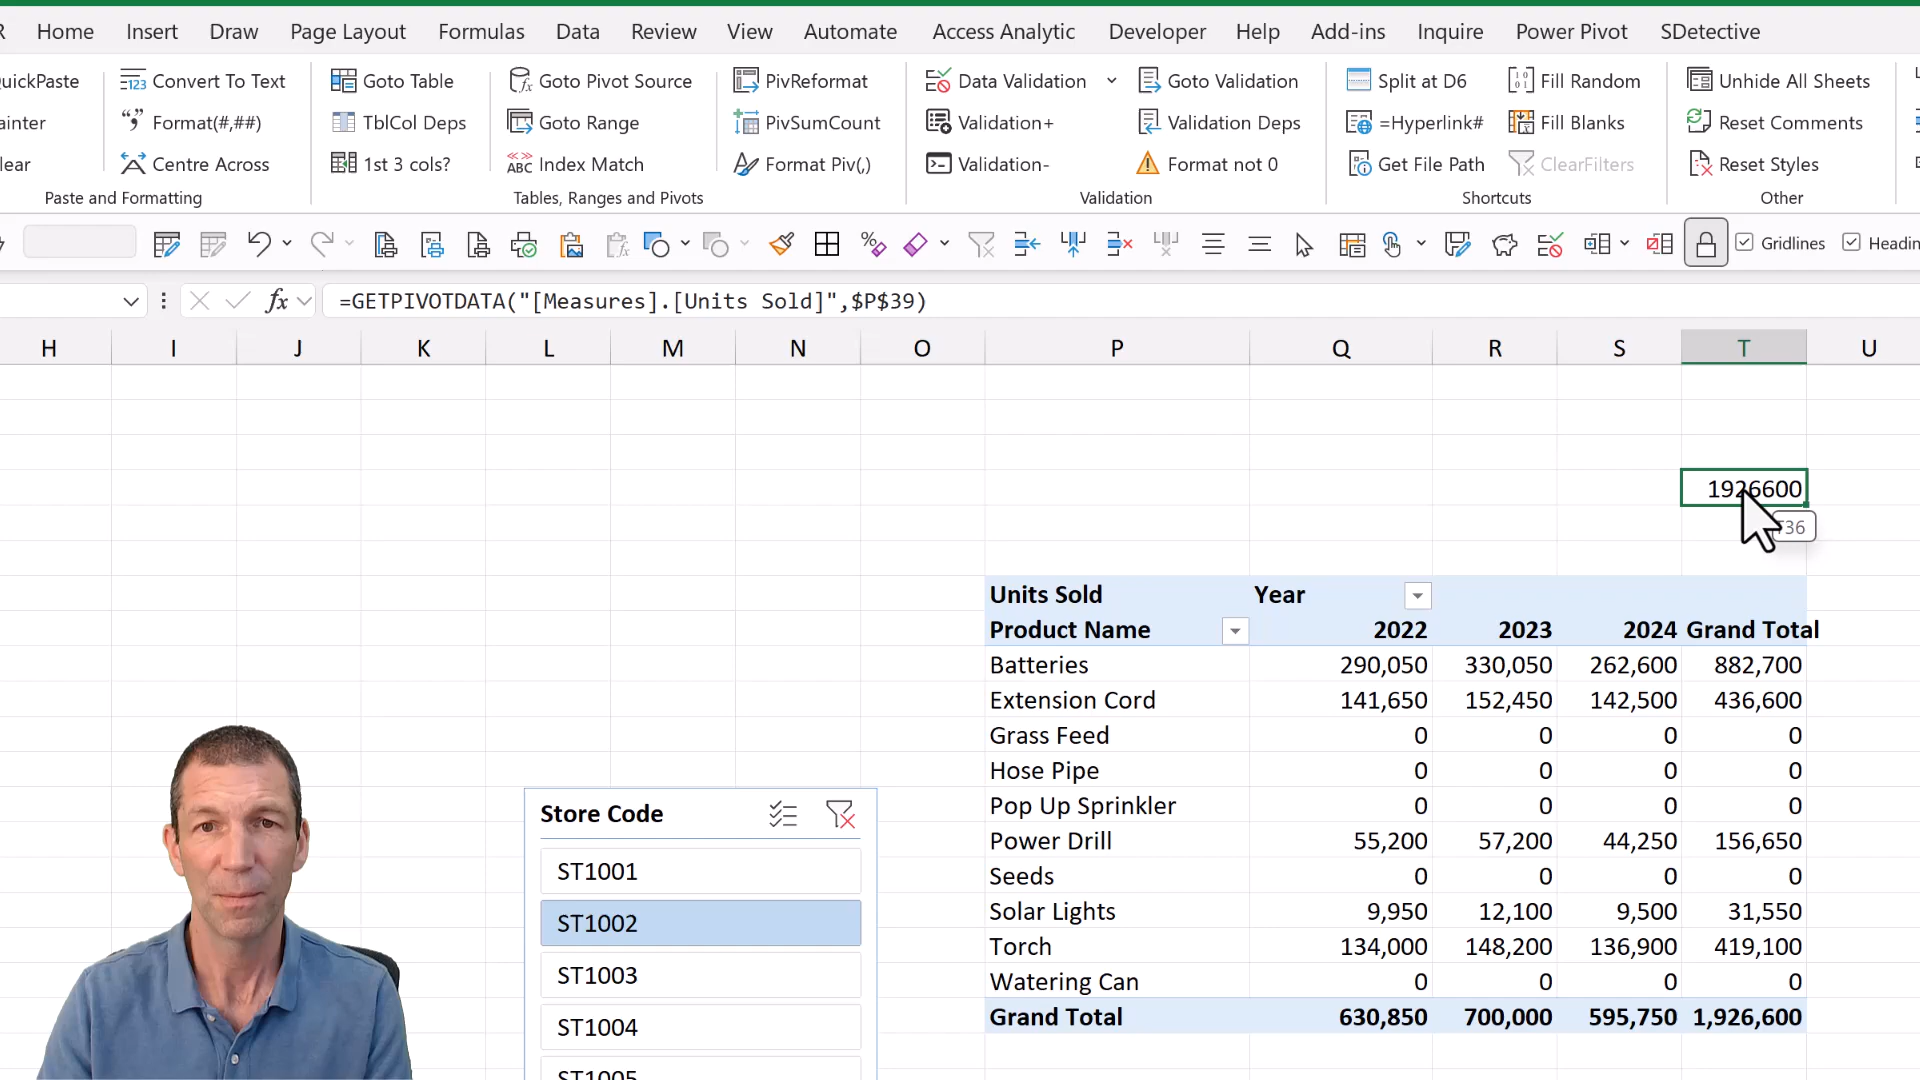 Home Insert Draw Page Layout Formulas Data Review View Automate Access Analytic Developer Help Add-ins Inquire Power Pivot SDetective
uickPaste Convert To Text Goto Table Goto Pivot Source PivReformat Data Validation Goto Validation Split at D6 Fill Random Unhide All Sheets
ainter Format(#,##) TblCol Deps Goto Range PivSumCount Validation+ Validation Deps =Hyperlink# Fill Blanks Reset Comments
lear Centre Across 1st 3 cols? Index Match Format Piv(,) Validation- Format not 0 Get File Path ClearFilters Reset Styles
Paste and Formatting Tables, Ranges and Pivots Validation Shortcuts Other
Gridlines Headin
fx =GETPIVOTDATA("[Measures].[Units Sold]",$P$39)
H I J K L M N O P Q R S T U
1926600
T36
Units Sold Year
Product Name 2022 2023 2024 Grand Total
Batteries 290,050 330,050 262,600 882,700
Extension Cord 141,650 152,450 142,500 436,600
Grass Feed 0 0 0 0
Hose Pipe 0 0 0 0
Pop Up Sprinkler 0 0 0 0
Power Drill 55,200 57,200 44,250 156,650
Seeds 0 0 0 0
Solar Lights 9,950 12,100 9,500 31,550
Torch 134,000 148,200 136,900 419,100
Watering Can 0 0 0 0
Grand Total 630,850 700,000 595,750 1,926,600
Store Code
ST1001
ST1002
ST1003
ST1004
ST1005